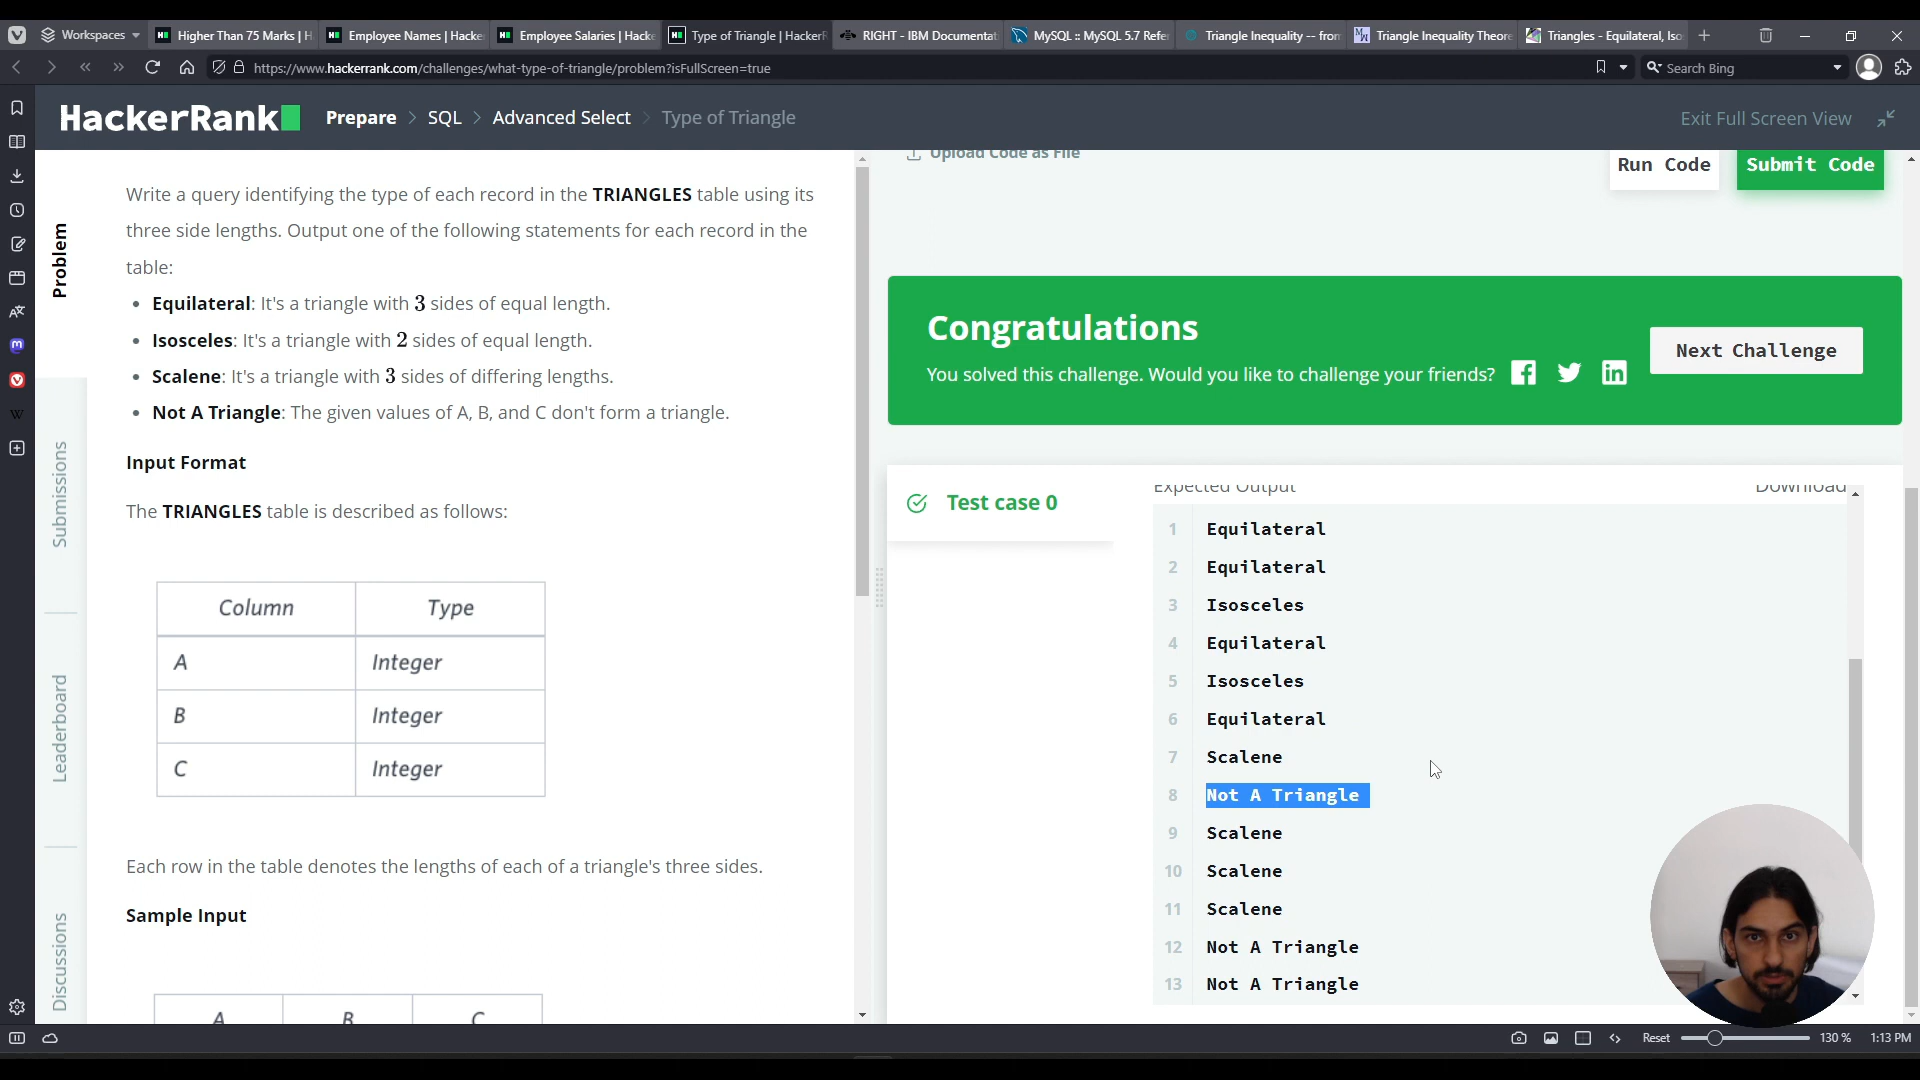 Workspaces
Higher Than 75 Marks | H
Employee Names | Hacke
Employee Salaries | Hacke
Type of Triangle | HackerR
RIGHT - IBM Documentat
MySQL :: MySQL 5.7 Refe
Triangle Inequality -- fron
Triangle Inequality Theore
Triangles - Equilateral, Iso
https://www.hackerrank.com/challenges/what-type-of-triangle/problem?isFullScreen=true
Search Bing
HackerRank
Prepare > SQL > Advanced Select > Type of Triangle
Exit Full Screen View
Problem
Submissions
Leaderboard
Discussions
Write a query identifying the type of each record in the TRIANGLES table using its
three side lengths. Output one of the following statements for each record in the
table:
• Equilateral: It's a triangle with 3 sides of equal length.
• Isosceles: It's a triangle with 2 sides of equal length.
• Scalene: It's a triangle with 3 sides of differing lengths.
• Not A Triangle: The given values of A, B, and C don't form a triangle.
Input Format
The TRIANGLES table is described as follows:
Column Type
A Integer
B Integer
C Integer
Each row in the table denotes the lengths of each of a triangle's three sides.
Sample Input
A B C
Upload Code as File
Run Code
Submit Code
Congratulations
You solved this challenge. Would you like to challenge your friends?
Next Challenge
Test case 0
Expected Output
Download
1 Equilateral
2 Equilateral
3 Isosceles
4 Equilateral
5 Isosceles
6 Equilateral
7 Scalene
8 Not A Triangle
9 Scalene
10 Scalene
11 Scalene
12 Not A Triangle
13 Not A Triangle
Reset
130 %
1:13 PM